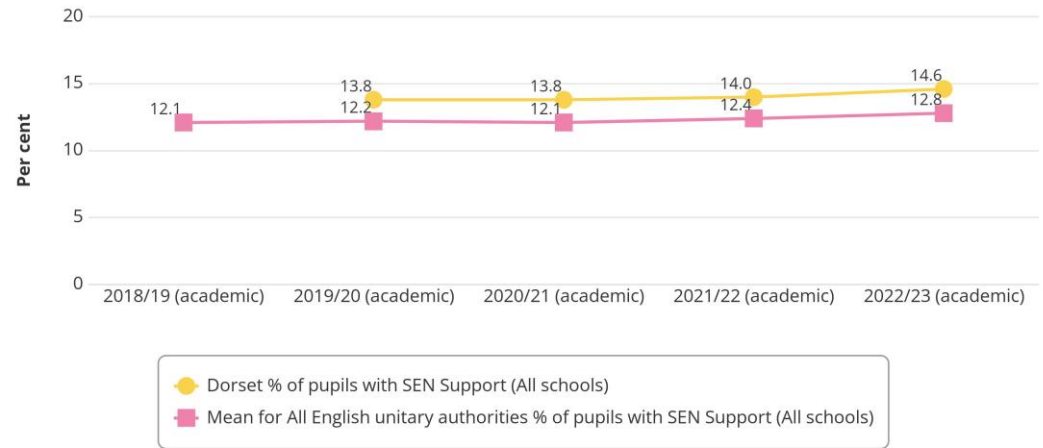 20
15
10
5
0
Per cent
12.1
13.8
12.2
13.8
12.1
14.0
12.4
14.6
12.8
2018/19 (academic)
2019/20 (academic)
2020/21 (academic)
2021/22 (academic)
2022/23 (academic)
Dorset % of pupils with SEN Support (All schools)
Mean for All English unitary authorities % of pupils with SEN Support (All schools)